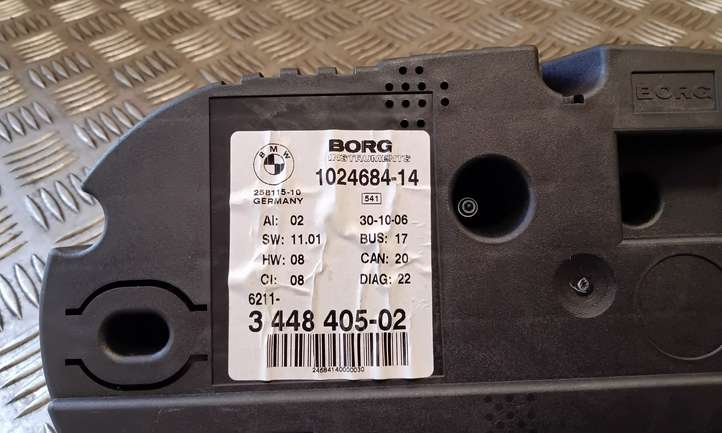 BORG
BMW
BORG
INSTRUMENTS
1024684-14
258115-10
GERMANY
541
AI: 02 30-10-06
SW: 11.01 BUS: 17
HW: 08 CAN: 20
CI: 08 DIAG: 22
6211-
3 448 405-02
24684140000030